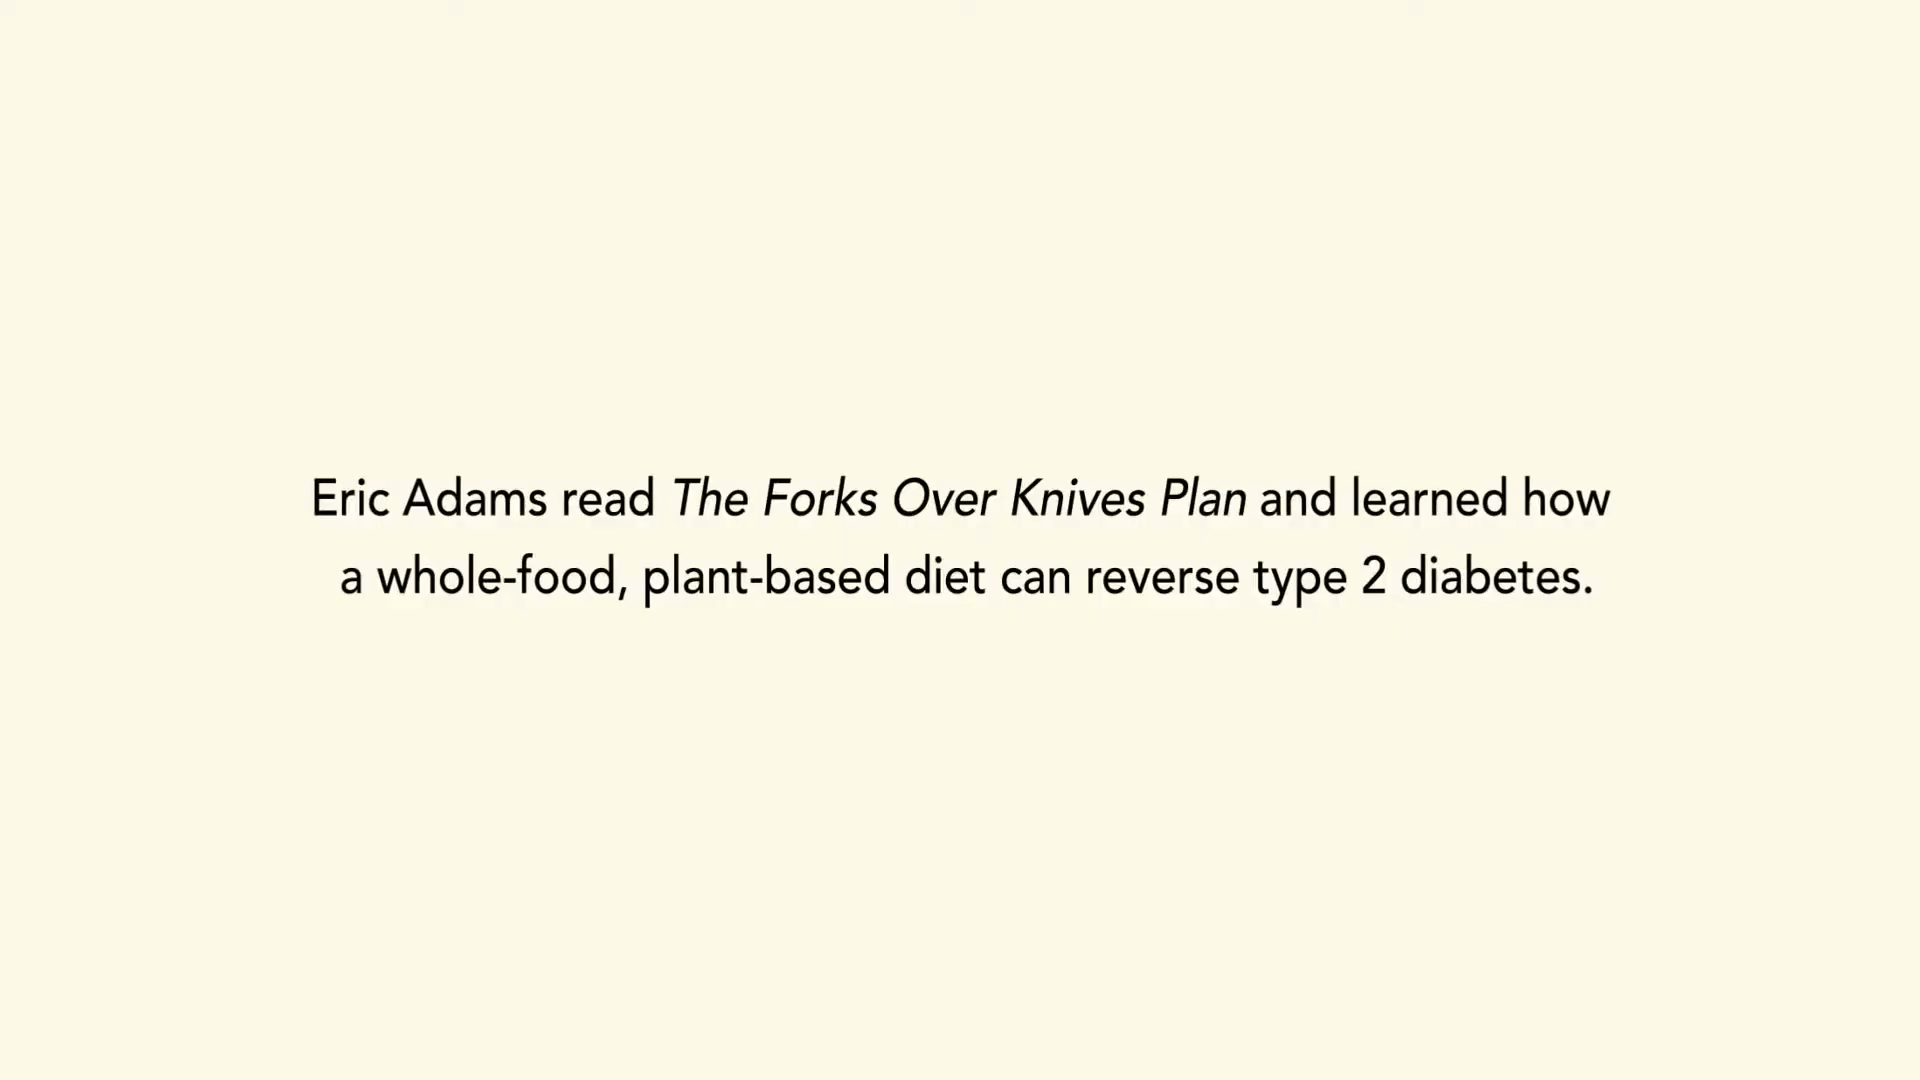 Eric Adams read The Forks Over Knives Plan and learned how
a whole-food, plant-based diet can reverse type 2 diabetes.